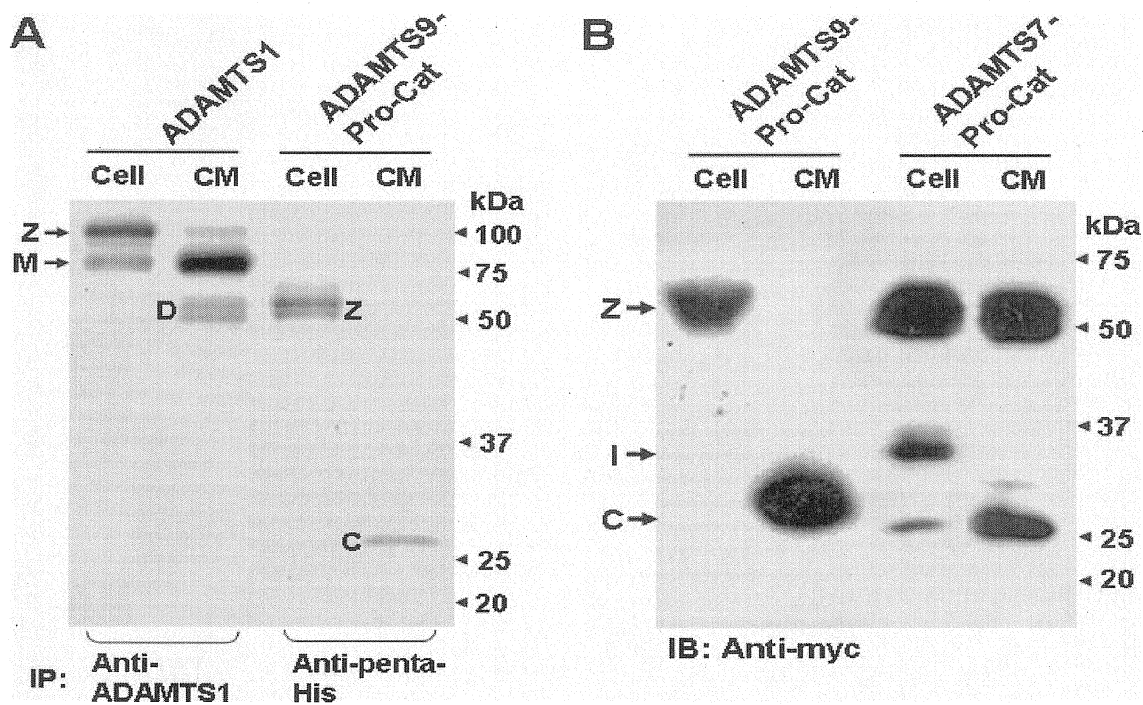 A
ADAMTS1
ADAMTS9-
Pro-Cat
Cell
CM
Cell
CM
kDa
Z
100
M
75
D
Z
50
37
C
25
20
IP:
Anti-
ADAMTS1
Anti-penta-
His
B
ADAMTS9-
Pro-Cat
ADAMTS7-
Pro-Cat
Cell
CM
Cell
CM
kDa
75
Z
50
37
I
C
25
20
IB: Anti-myc